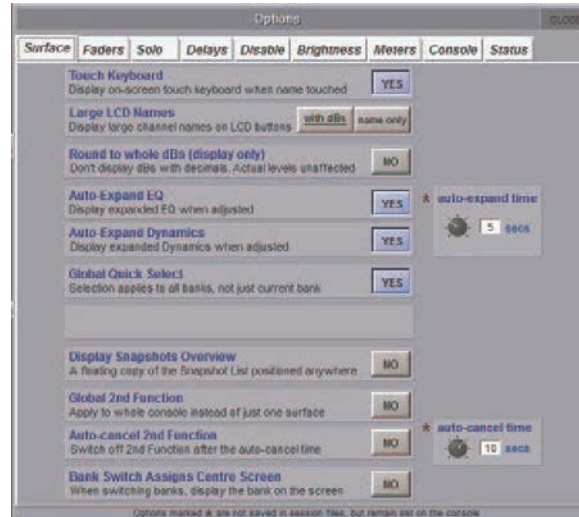 Options
CLOSE
Surface Faders Solo Delays Disable Brightness Meters Console Status
Touch Keyboard
Display on-screen touch keyboard when name touched
YES
Large LCD Names
Display large channel names on LCD buttons
with dBs name only
Round to whole dBs (display only)
Don't display dBs with decimals. Actual levels unaffected
NO
Auto-Expand EQ
Display expanded EQ when adjusted
YES
* auto-expand time
5 secs
Auto-Expand Dynamics
Display expanded Dynamics when adjusted
YES
Global Quick Select
Selection applies to all banks, not just current bank
YES
Display Snapshots Overview
A floating copy of the Snapshot List positioned anywhere
NO
Global 2nd Function
Apply to whole console instead of just one surface
NO
Auto-cancel 2nd Function
Switch off 2nd Function after the auto-cancel time
NO
* auto-cancel time
10 secs
Bank Switch Assigns Centre Screen
When switching banks, display the bank on the screen
NO
Options marked * are not saved in session files, but remain set on the console